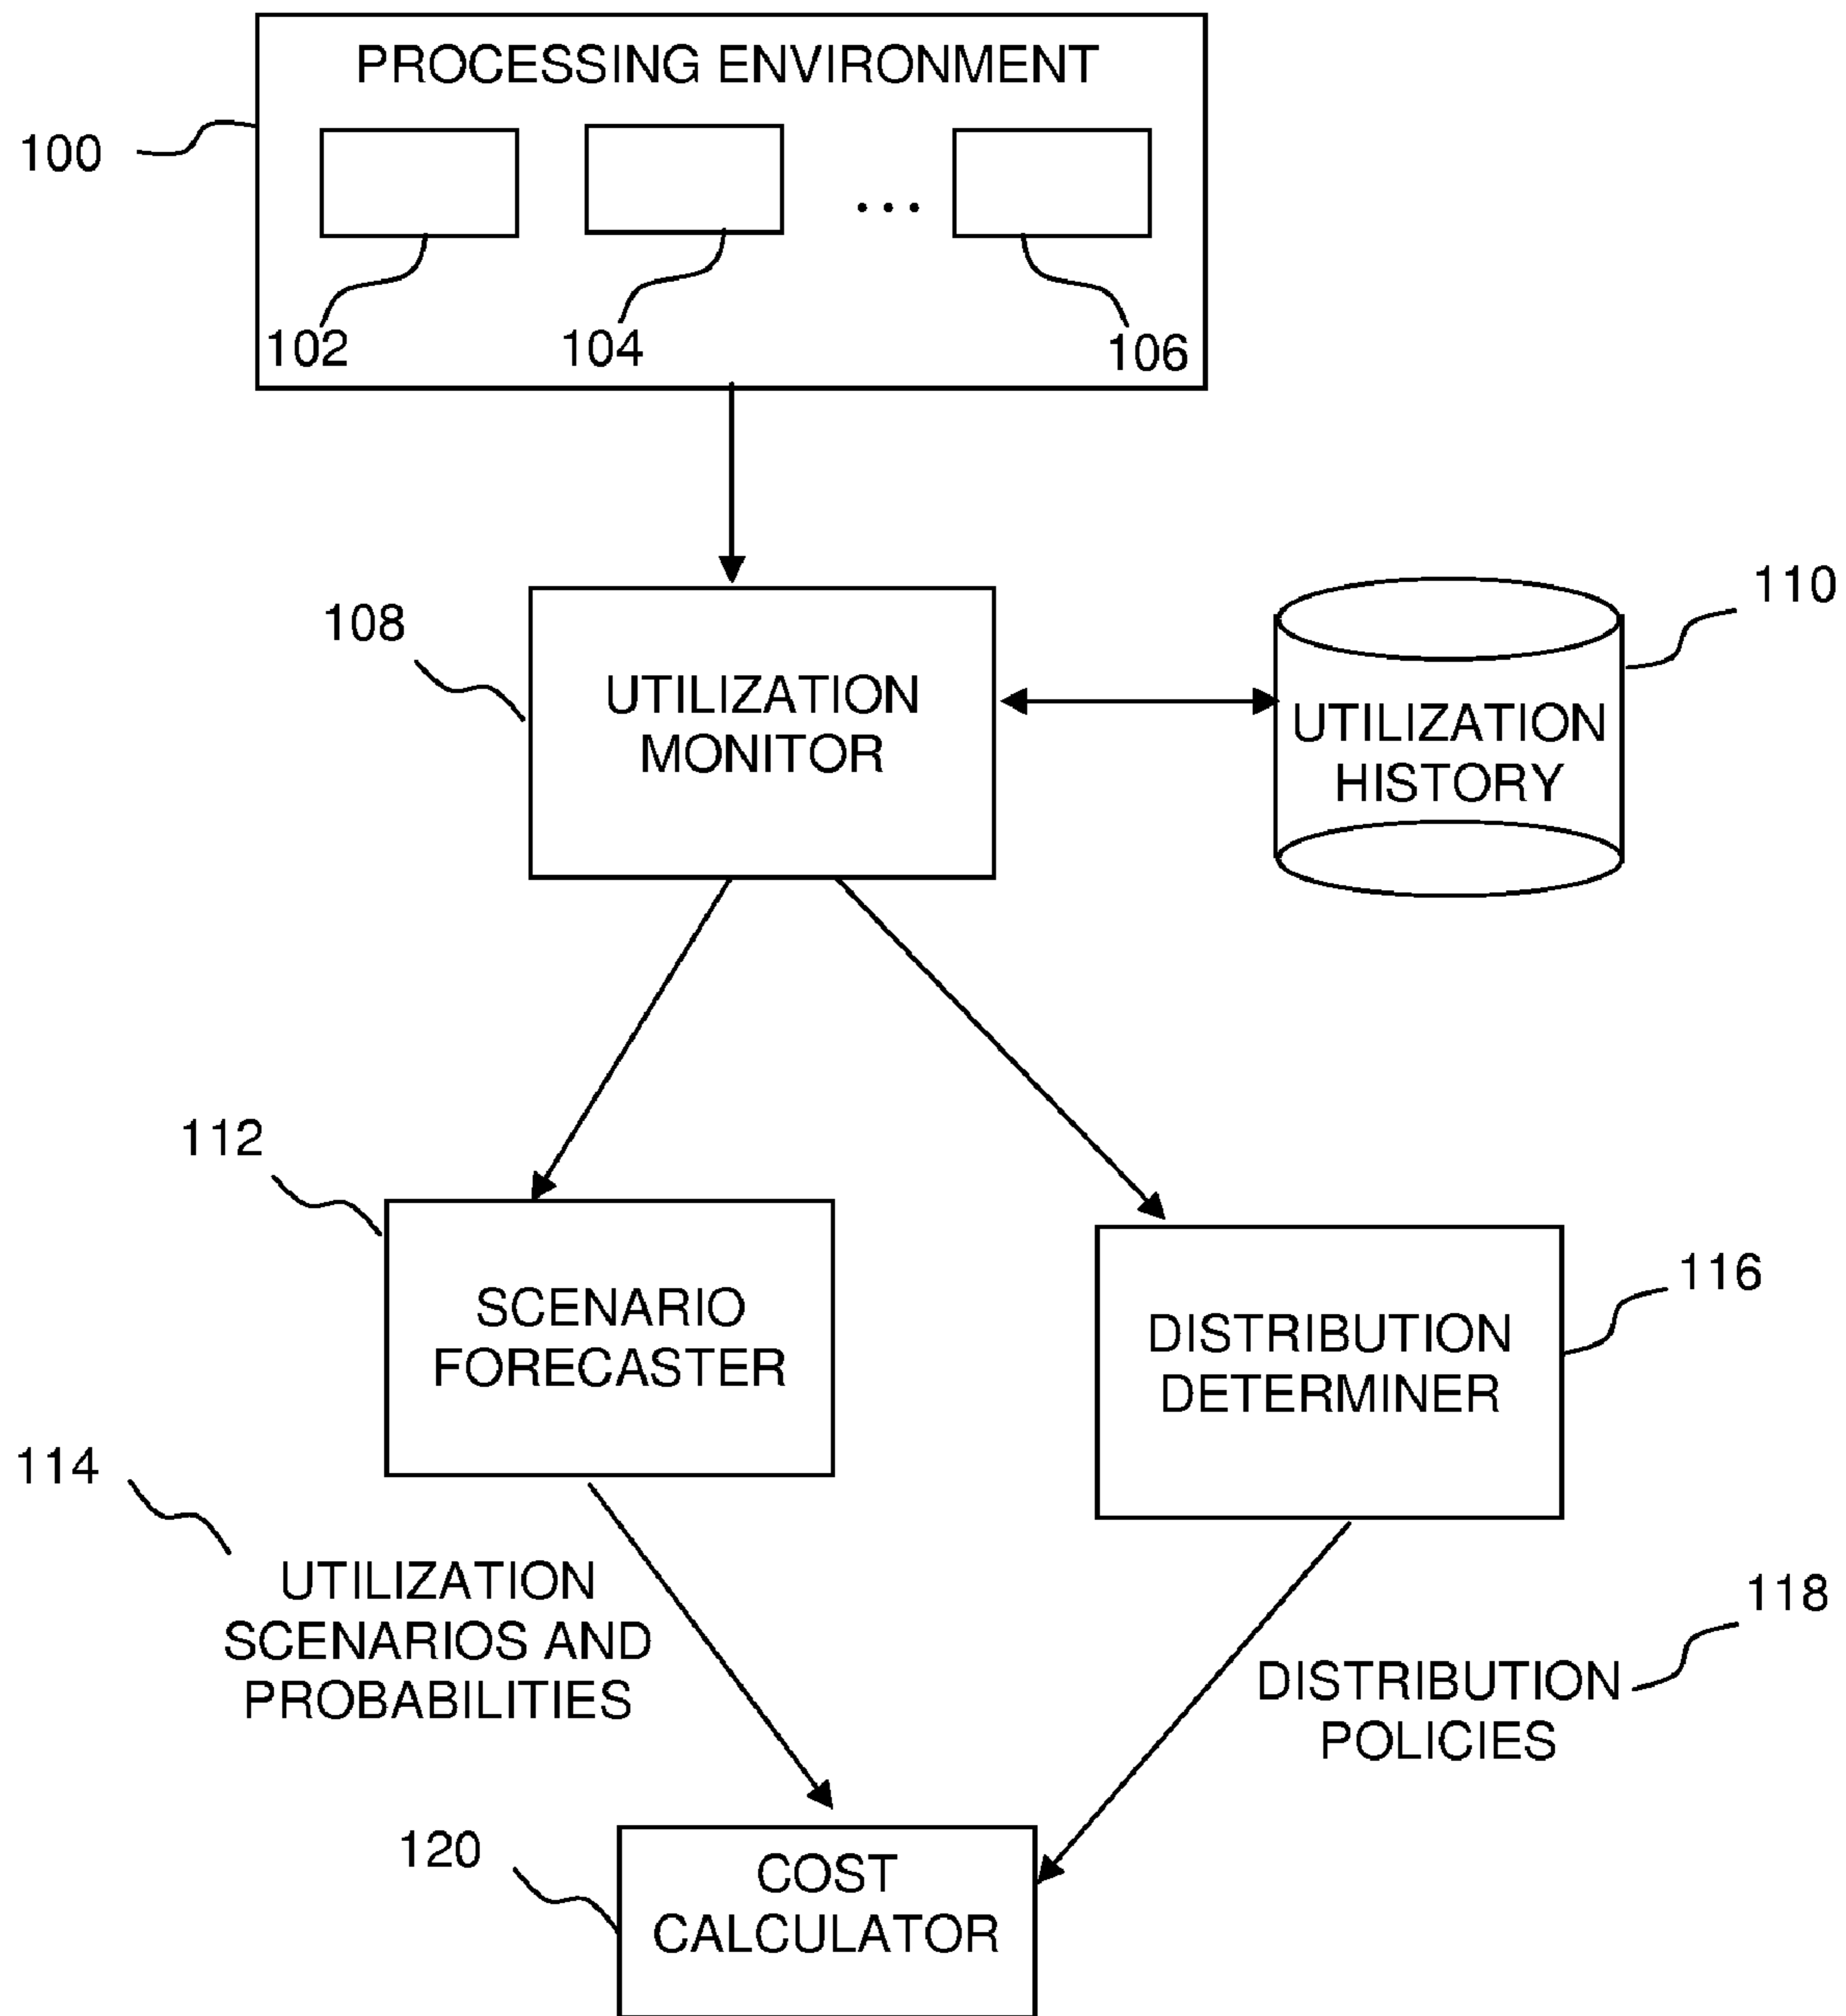 PROCESSING ENVIRONMENT
100
...
102
104
106
108
UTILIZATION
MONITOR
110
UTILIZATION
HISTORY
112
SCENARIO
FORECASTER
116
DISTRIBUTION
DETERMINER
114
UTILIZATION
SCENARIOS AND
PROBABILITIES
118
DISTRIBUTION
POLICIES
120
COST
CALCULATOR